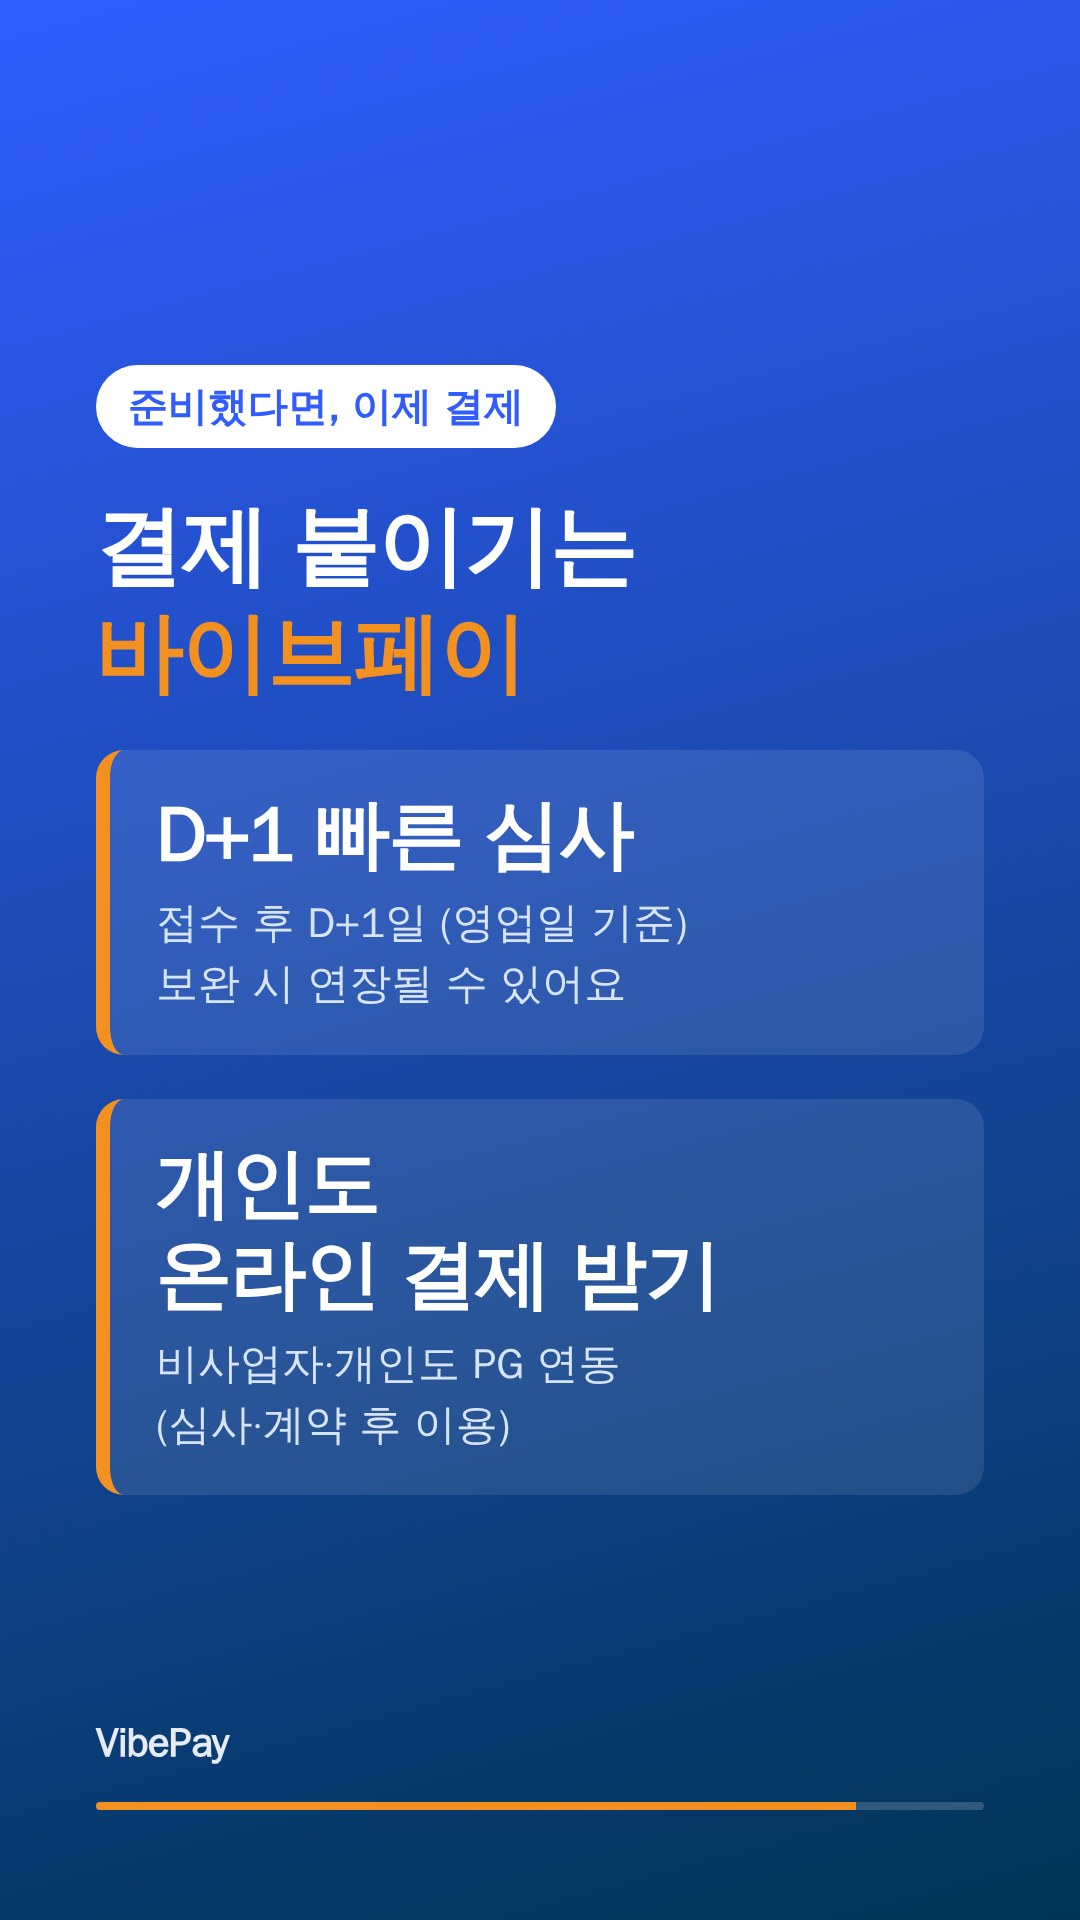 준비했다면, 이제 결제
결제 붙이기는
바이브페이
D+1 빠른 심사
접수 후 D+1일 (영업일 기준)
보완 시 연장될 수 있어요
개인도
온라인 결제 받기
비사업자·개인도 PG 연동
(심사·계약 후 이용)
VibePay